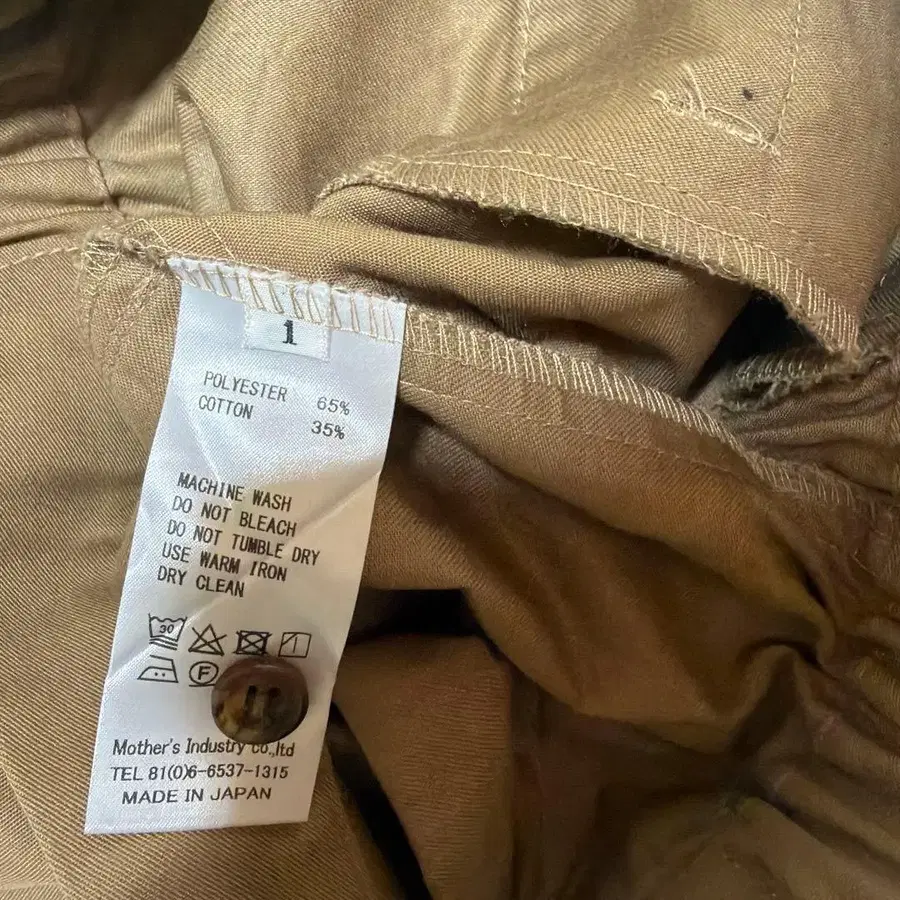 1
POLYESTER 65%
COTTON 35%
MACHINE WASH
DO NOT BLEACH
DO NOT TUMBLE DRY
USE WARM IRON
DRY CLEAN
30
F
Mother's Industry co.,ltd
TEL 81(0)6-6537-1315
MADE IN JAPAN